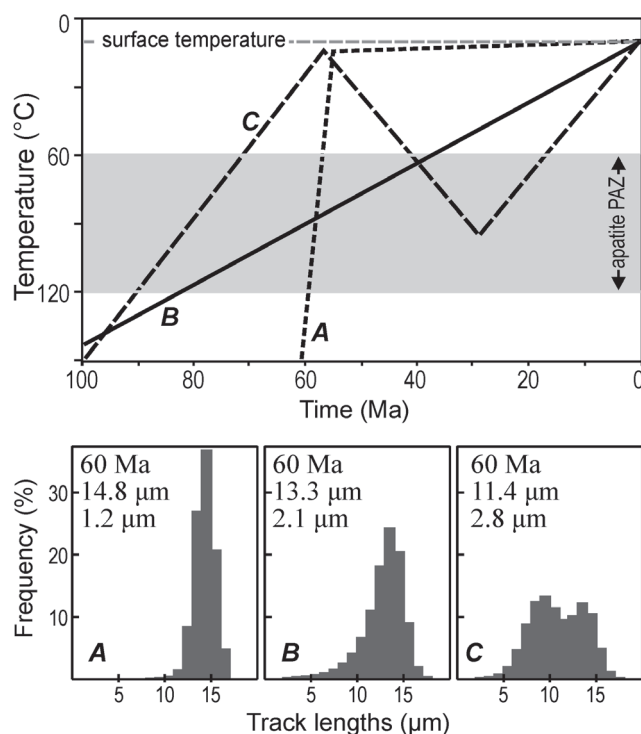 0
surface temperature
C
60
apatite PAZ
120
B
A
Temperature (°C)
100
80
60
40
20
0
Time (Ma)
60 Ma
14.8 μm
1.2 μm
A
60 Ma
13.3 μm
2.1 μm
B
60 Ma
11.4 μm
2.8 μm
C
30
20
10
Frequency (%)
5 10 15
5 10 15
5 10 15
Track lengths (μm)